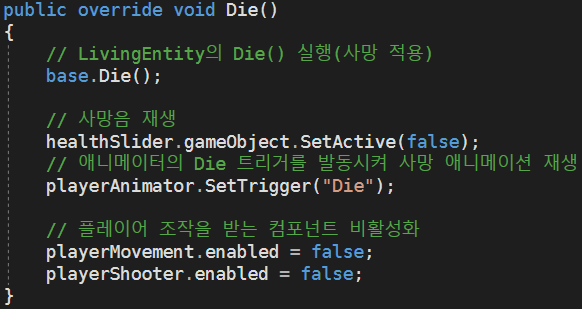 public override void Die()
{
// LivingEntity의 Die() 실행(사망 적용)
base.Die();
// 사망음 재생
healthSlider.gameObject.SetActive(false);
// 애니메이터의 Die 트리거를 발동시켜 사망 애니메이션 재생
playerAnimator.SetTrigger("Die");
// 플레이어 조작을 받는 컴포넌트 비활성화
playerMovement.enabled = false;
playerShooter.enabled = false;
}